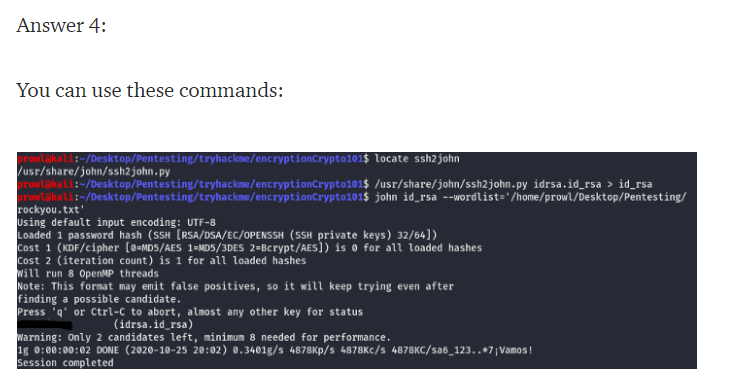 Answer 4:
You can use these commands:
prowl@kali:~/Desktop/Pentesting/tryhackme/encryptionCrypto101$ locate ssh2john
/usr/share/john/ssh2john.py
prowl@kali:~/Desktop/Pentesting/tryhackme/encryptionCrypto101$ /usr/share/john/ssh2john.py idrsa.id_rsa > id_rsa
prowl@kali:~/Desktop/Pentesting/tryhackme/encryptionCrypto101$ john id_rsa --wordlist='/home/prowl/Desktop/Pentesting/
rockyou.txt'
Using default input encoding: UTF-8
Loaded 1 password hash (SSH [RSA/DSA/EC/OPENSSH (SSH private keys) 32/64])
Cost 1 (KDF/cipher [0=MD5/AES 1=MD5/3DES 2=Bcrypt/AES]) is 0 for all loaded hashes
Cost 2 (iteration count) is 1 for all loaded hashes
Will run 8 OpenMP threads
Note: This format may emit false positives, so it will keep trying even after
finding a possible candidate.
Press 'q' or Ctrl-C to abort, almost any other key for status
(idrsa.id_rsa)
Warning: Only 2 candidates left, minimum 8 needed for performance.
1g 0:00:00:02 DONE (2020-10-25 20:02) 0.3401g/s 4878Kp/s 4878Kc/s 4878KC/sa6_123..*7¡Vamos!
Session completed